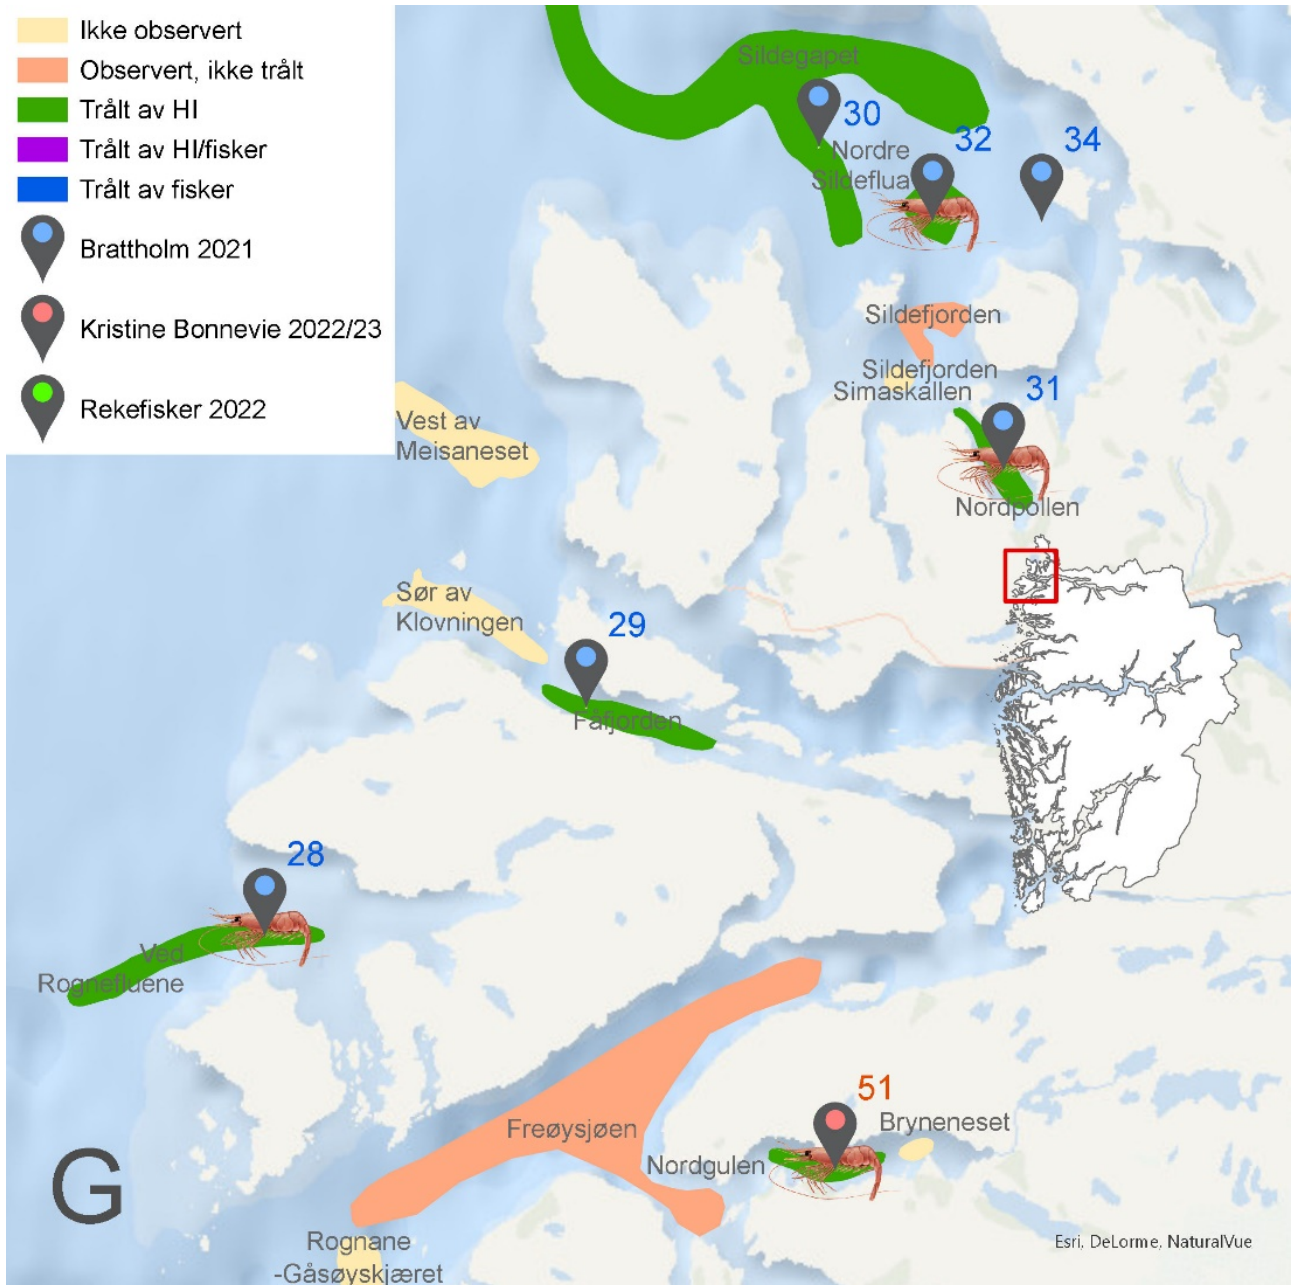 Ikke observert
Observert, ikke trålt
Trålt av HI
Trålt av HI/fisker
Trålt av fisker
Brattholm 2021
Kristine Bonnevie 2022/23
Rekefisker 2022
Sildegapet
30
Nordre
Sildeflua
32
34
Sildefjorden
Sildefjorden
Simaskallen
31
Nordpollen
Vest av
Meisaneset
Sør av
Klovningen
29
Fåfjorden
28
Ved
Rognefluene
Freøysjøen
51
Bryneneset
Nordgulen
G
Rognane
-Gåsøyskjæret
Esri, DeLorme, NaturalVue